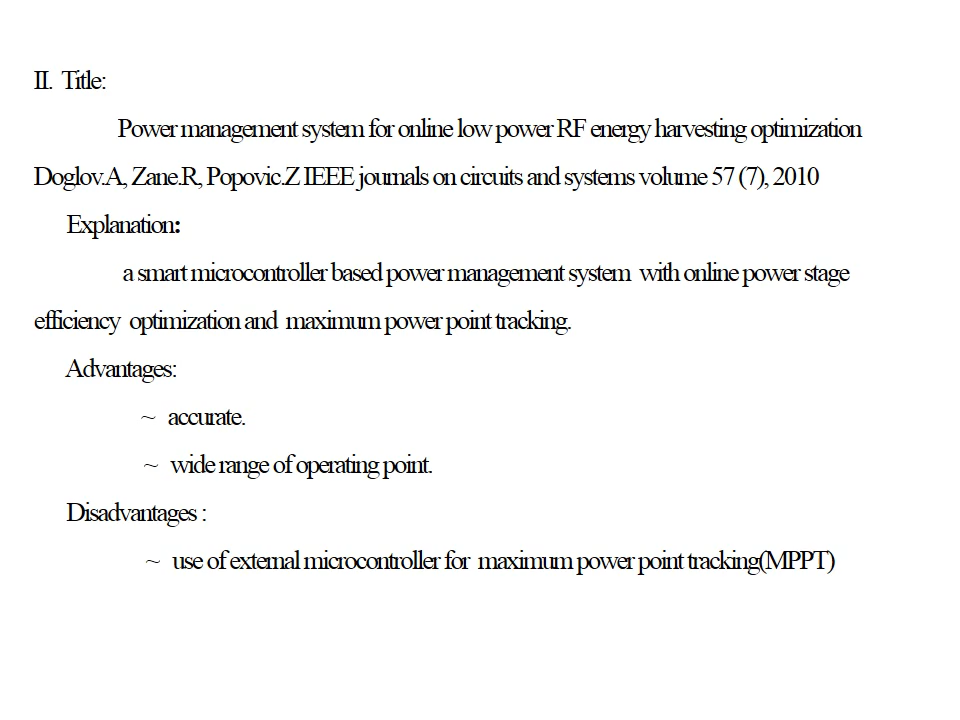 II. Title:
Power management system for online low power RF energy harvesting optimization
Doglov.A, Zane.R, Popovic.Z IEEE journals on circuits and systems volume 57 (7), 2010
Explanation:
a smart microcontroller based power management system with online power stage
efficiency optimization and maximum power point tracking.
Advantages:
~ accurate.
~ wide range of operating point.
Disadvantages :
~ use of external microcontroller for maximum power point tracking(MPPT)